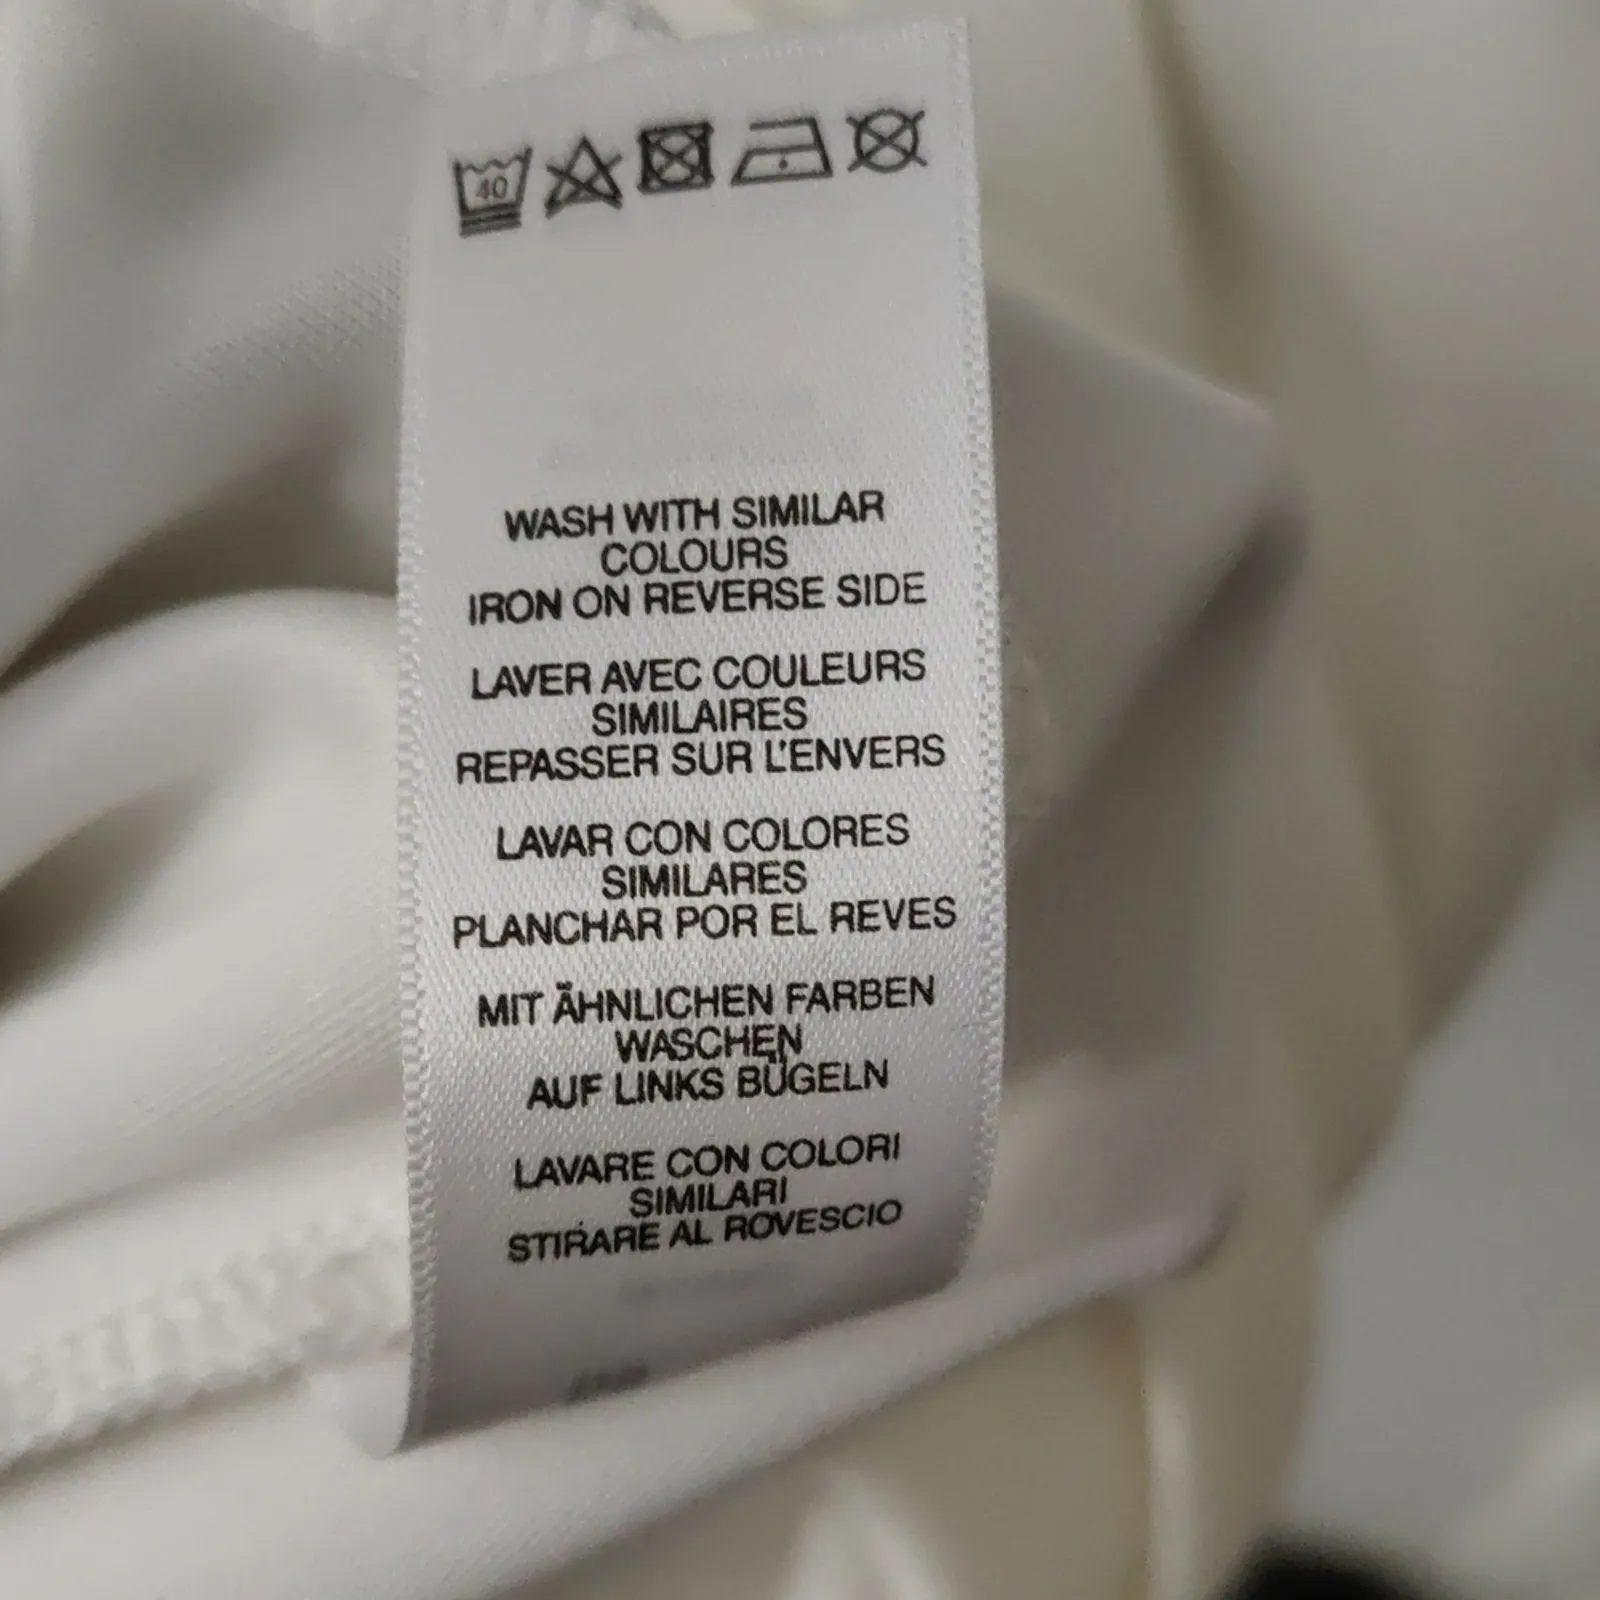 40
WASH WITH SIMILAR
COLOURS
IRON ON REVERSE SIDE
LAVER AVEC COULEURS
SIMILAIRES
REPASSER SUR L'ENVERS
LAVAR CON COLORES
SIMILARES
PLANCHAR POR EL REVES
MIT ÄHNLICHEN FARBEN
WASCHEN
AUF LINKS BÜGELN
LAVARE CON COLORI
SIMILARI
STIRARE AL ROVESCIO